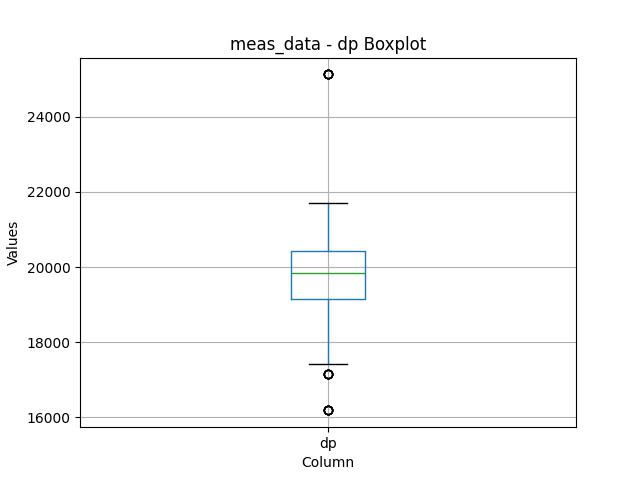 meas_data - dp Boxplot
24000
22000
20000
18000
16000
Values
dp
Column